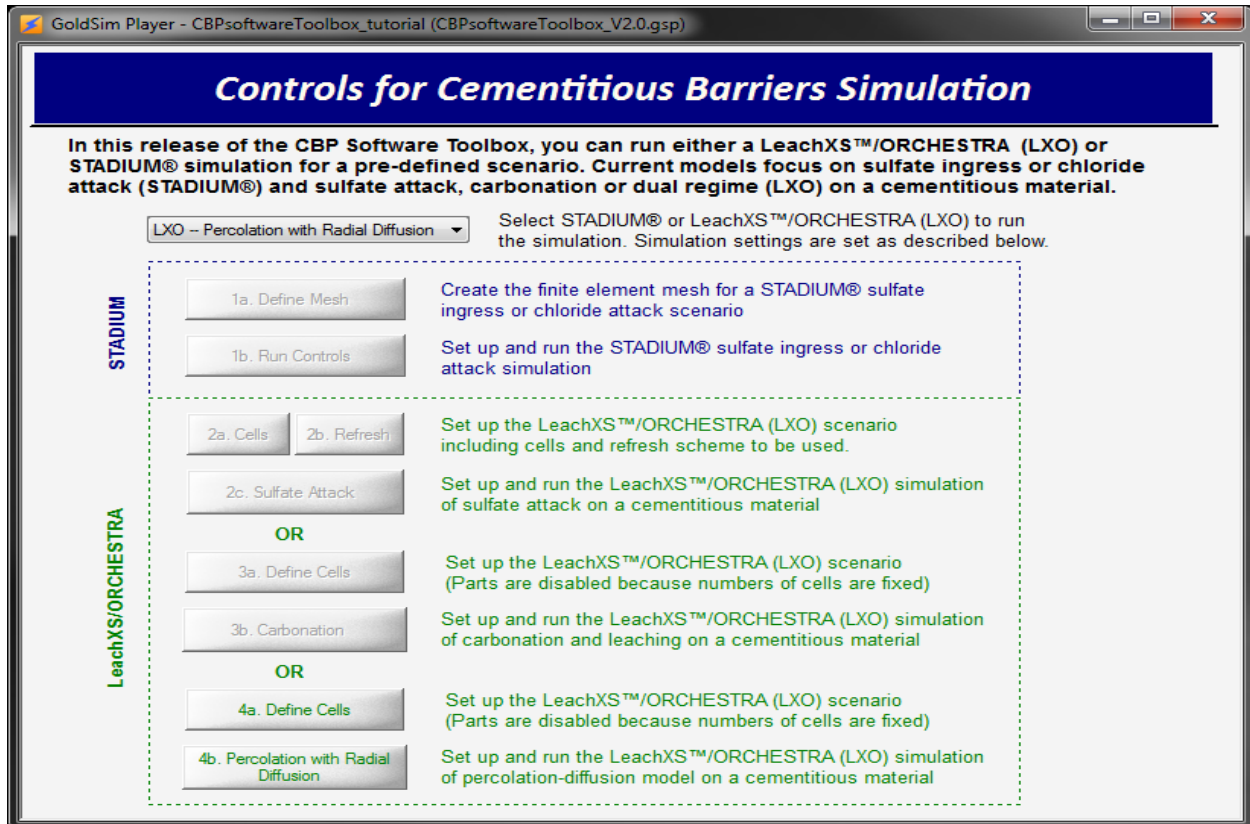 GoldSim Player - CBPsoftwareToolbox_tutorial (CBPsoftwareToolbox_V2.0.gsp)
Controls for Cementitious Barriers Simulation
In this release of the CBP Software Toolbox, you can run either a LeachXS™/ORCHESTRA (LXO) or
STADIUM® simulation for a pre-defined scenario. Current models focus on sulfate ingress or chloride
attack (STADIUM®) and sulfate attack, carbonation or dual regime (LXO) on a cementitious material.
LXO -- Percolation with Radial Diffusion
Select STADIUM® or LeachXS™/ORCHESTRA (LXO) to run
the simulation. Simulation settings are set as described below.
STADIUM
1a. Define Mesh
Create the finite element mesh for a STADIUM® sulfate
ingress or chloride attack scenario
1b. Run Controls
Set up and run the STADIUM® sulfate ingress or chloride
attack simulation
LeachXS/ORCHESTRA
2a. Cells
2b. Refresh
Set up the LeachXS™/ORCHESTRA (LXO) scenario
including cells and refresh scheme to be used.
2c. Sulfate Attack
Set up and run the LeachXS™/ORCHESTRA (LXO) simulation
of sulfate attack on a cementitious material
OR
3a. Define Cells
Set up the LeachXS™/ORCHESTRA (LXO) scenario
(Parts are disabled because numbers of cells are fixed)
3b. Carbonation
Set up and run the LeachXS™/ORCHESTRA (LXO) simulation
of carbonation and leaching on a cementitious material
OR
4a. Define Cells
Set up the LeachXS™/ORCHESTRA (LXO) scenario
(Parts are disabled because numbers of cells are fixed)
4b. Percolation with Radial
Diffusion
Set up and run the LeachXS™/ORCHESTRA (LXO) simulation
of percolation-diffusion model on a cementitious material